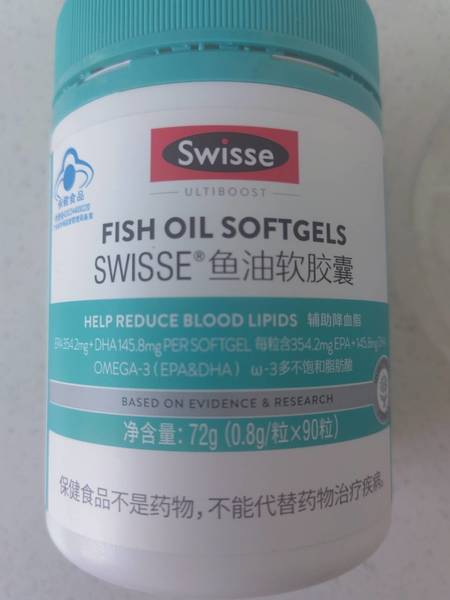 Swisse
ULTIBOOST
保健食品
FISH OIL SOFTGELS
SWISSE® 鱼油软胶囊
HELP REDUCE BLOOD LIPIDS 辅助降血脂
EPA 354.2mg + DHA 145.8mg PER SOFTGEL 每粒含354.2mg EPA + 145.8mg DHA
OMEGA-3 (EPA&DHA) ω-3多不饱和脂肪酸
BASED ON EVIDENCE & RESEARCH
净含量: 72g (0.8g/粒×90粒)
保健食品不是药物，不能代替药物治疗疾病。